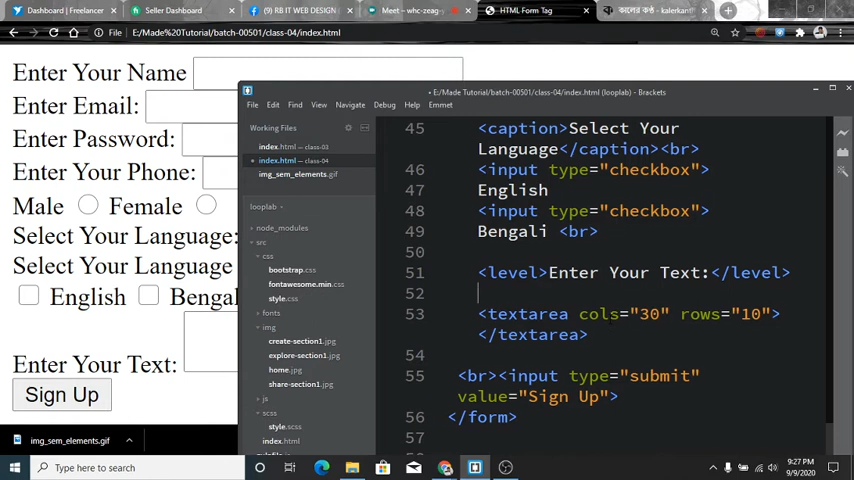 Dashboard | Freelancer
Seller Dashboard
(9) RB IT WEB DESIGN
Meet – whc-zeag-
HTML Form Tag
কালের কণ্ঠ - kalerkantho
File | E:/Made%20Tutorial/batch-00501/class-04/index.html
Enter Your Name
Enter Email:
Enter Password:
Enter Your Phone:
Male Female
Select Your Language:
Select Your Language
English Bengali
Enter Your Text:
Sign Up
• E:/Made Tutorial/batch-00501/class-04/index.html (looplab) - Brackets
File Edit Find View Navigate Debug Help Emmet
Working Files
index.html — class-03
index.html — class-04
img_sem_elements.gif
looplab
node_modules
src
css
bootstrap.css
fontawesome.min.css
style.css
fonts
img
create-section1.jpg
explore-section1.jpg
home.jpg
share-section1.jpg
js
scss
style.css
index.html
45 <caption>Select Your
Language</caption><br>
46 <input type="checkbox">
47 English
48 <input type="checkbox">
49 Bengali <br>
50
51 <level>Enter Your Text:</level>
52
53 <textarea cols="30" rows="10">
</textarea>
54
55 <br><input type="submit"
value="Sign Up">
56 </form>
57
img_sem_elements.gif
Type here to search
9:27 PM
9/9/2020